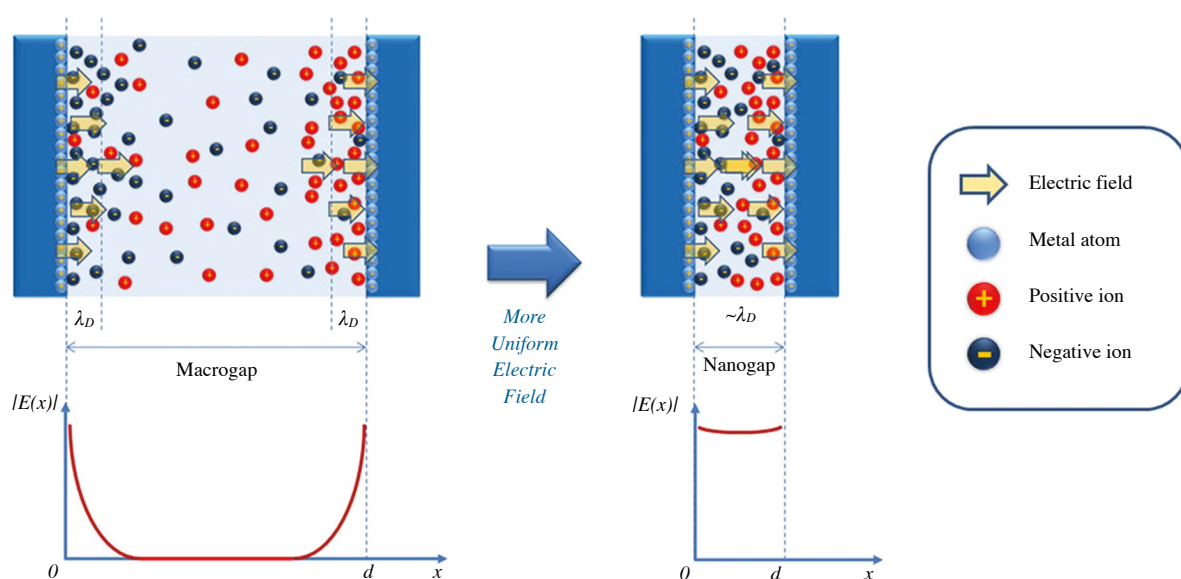 λD
λD
Macrogap
|E(x)|
0
d
x
More
Uniform
Electric
Field
~λD
Nanogap
|E(x)|
0
d
x
Electric field
Metal atom
+ Positive ion
- Negative ion